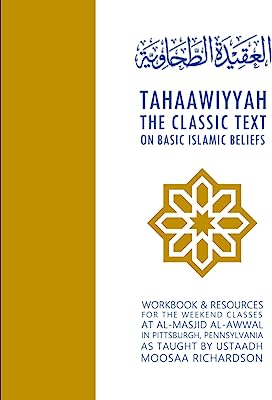 العقيدة الطحاوية
TAHAAWIYYAH
THE CLASSIC TEXT
ON BASIC ISLAMIC BELIEFS
WORKBOOK & RESOURCES
FOR THE WEEKEND CLASSES
AT AL-MASJID AL-AWWAL
IN PITTSBURGH, PENNSYLVANIA
AS TAUGHT BY USTAADH
MOOSAA RICHARDSON